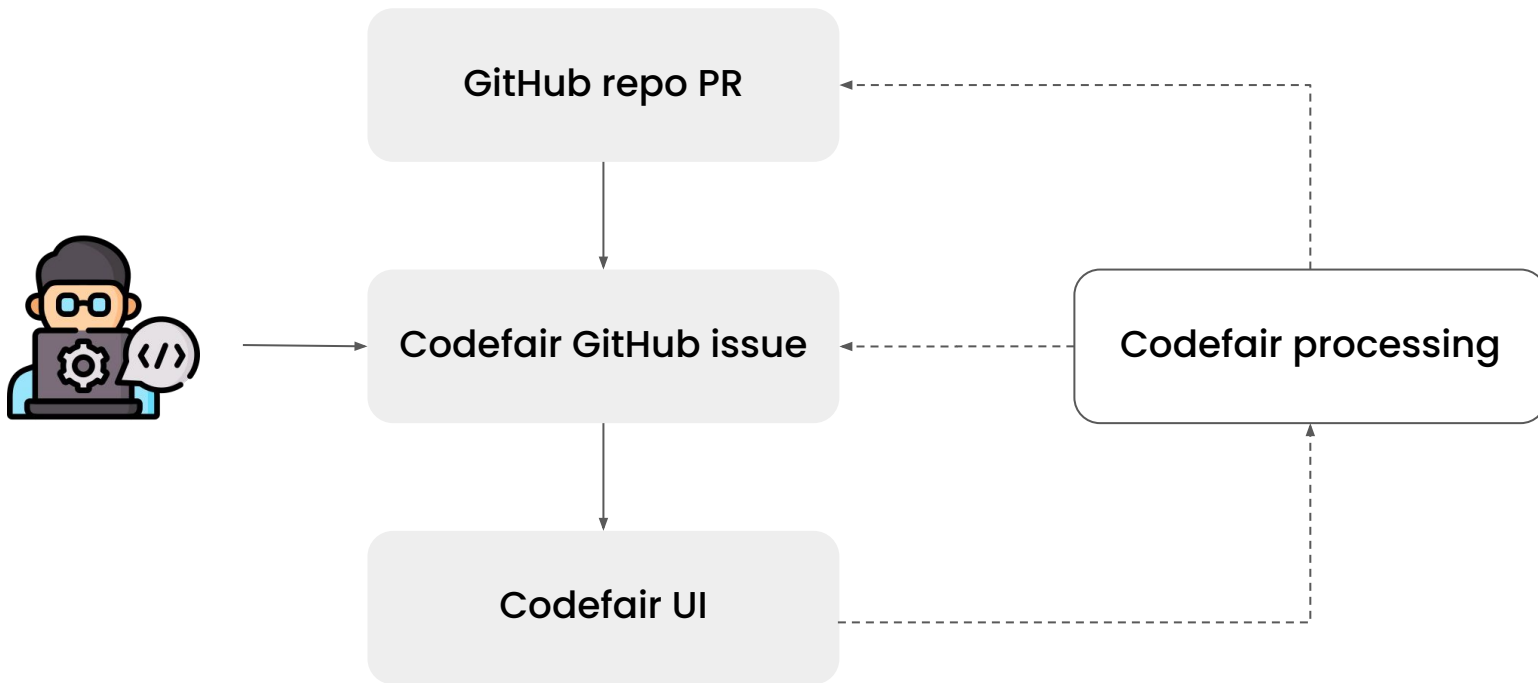 GitHub repo PR
Codefair GitHub issue
Codefair processing
Codefair UI